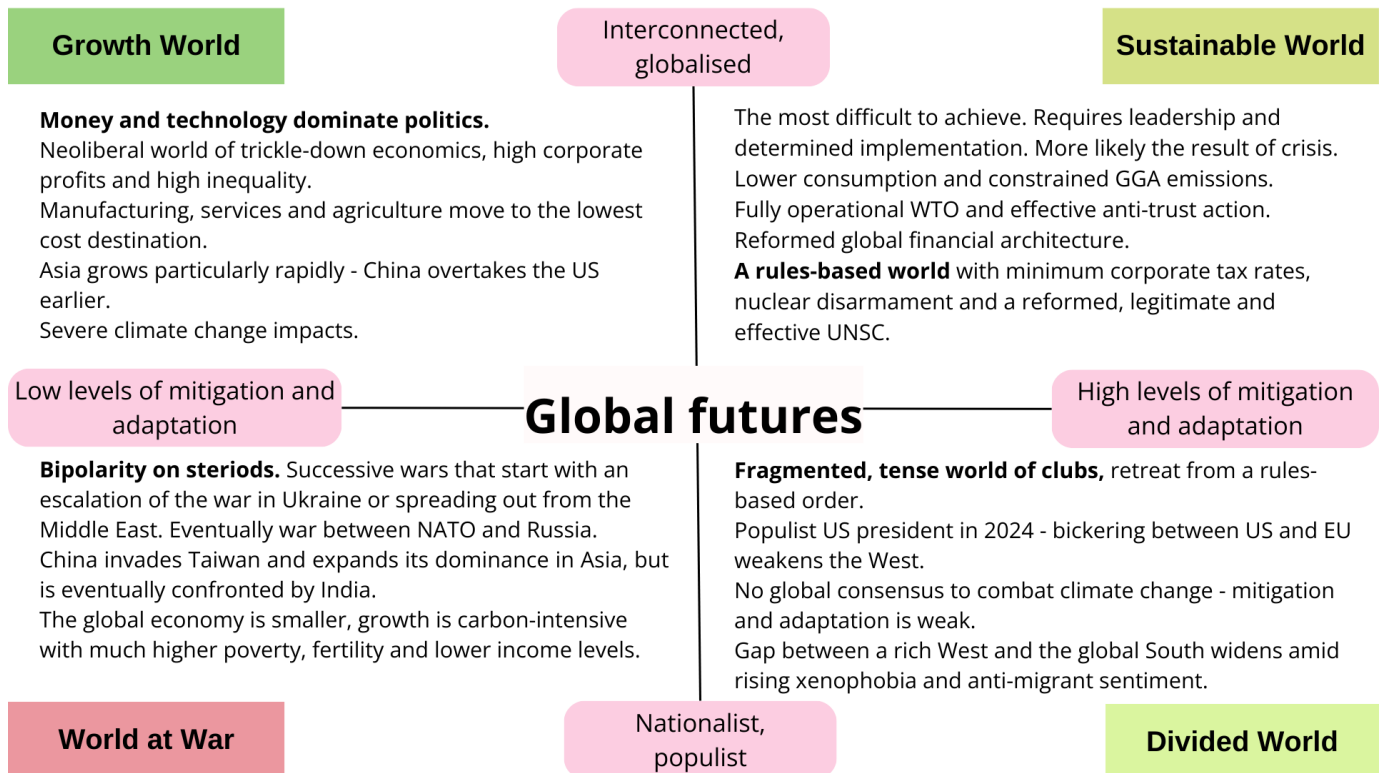 Growth World
Interconnected,
globalised
Sustainable World
Money and technology dominate politics.
Neoliberal world of trickle-down economics, high corporate
profits and high inequality.
Manufacturing, services and agriculture move to the lowest
cost destination.
Asia grows particularly rapidly - China overtakes the US
earlier.
Severe climate change impacts.
The most difficult to achieve. Requires leadership and
determined implementation. More likely the result of crisis.
Lower consumption and constrained GGA emissions.
Fully operational WTO and effective anti-trust action.
Reformed global financial architecture.
A rules-based world with minimum corporate tax rates,
nuclear disarmament and a reformed, legitimate and
effective UNSC.
Low levels of mitigation and
adaptation
Global futures
High levels of mitigation
and adaptation
Bipolarity on steriods. Successive wars that start with an
escalation of the war in Ukraine or spreading out from the
Middle East. Eventually war between NATO and Russia.
China invades Taiwan and expands its dominance in Asia, but
is eventually confronted by India.
The global economy is smaller, growth is carbon-intensive
with much higher poverty, fertility and lower income levels.
Fragmented, tense world of clubs, retreat from a rules-
based order.
Populist US president in 2024 - bickering between US and EU
weakens the West.
No global consensus to combat climate change - mitigation
and adaptation is weak.
Gap between a rich West and the global South widens amid
rising xenophobia and anti-migrant sentiment.
World at War
Nationalist,
populist
Divided World